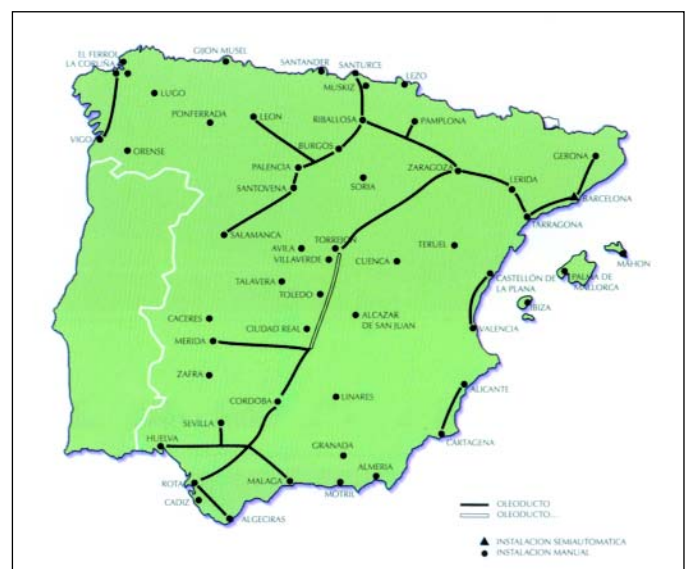 EL FERROL
LA CORUÑA
GIJON MUSEL
SANTANDER
SANTURCE
MUSKIZ
LEZO
LUGO
PONFERRADA
LEON
RIBALLOSA
PAMPLONA
VIGO
ORENSE
BURGOS
PALENCIA
SANTOVENA
SORIA
ZARAGOZA
LERIDA
GERONA
BARCELONA
TARRAGONA
SALAMANCA
AVILA
TORREJON
VILLAVERDE
CUENCA
TERUEL
MAHON
TALAVERA
TOLEDO
CASTELLÓN DE
LA PLANA
PALMA DE
MALLORCA
IBIZA
CACERES
CIUDAD REAL
ALCAZAR
DE SAN JUAN
VALENCIA
MERIDA
ZAFRA
CORDOBA
LINARES
ALICANTE
SEVILLA
HUELVA
CARTAGENA
GRANADA
ALMERIA
ROTA
MALAGA
MOTRIL
CADIZ
ALGECIRAS
OLEODUCTO
OLEODUCTO...
INSTALACION SEMIAUTOMATICA
INSTALACION MANUAL